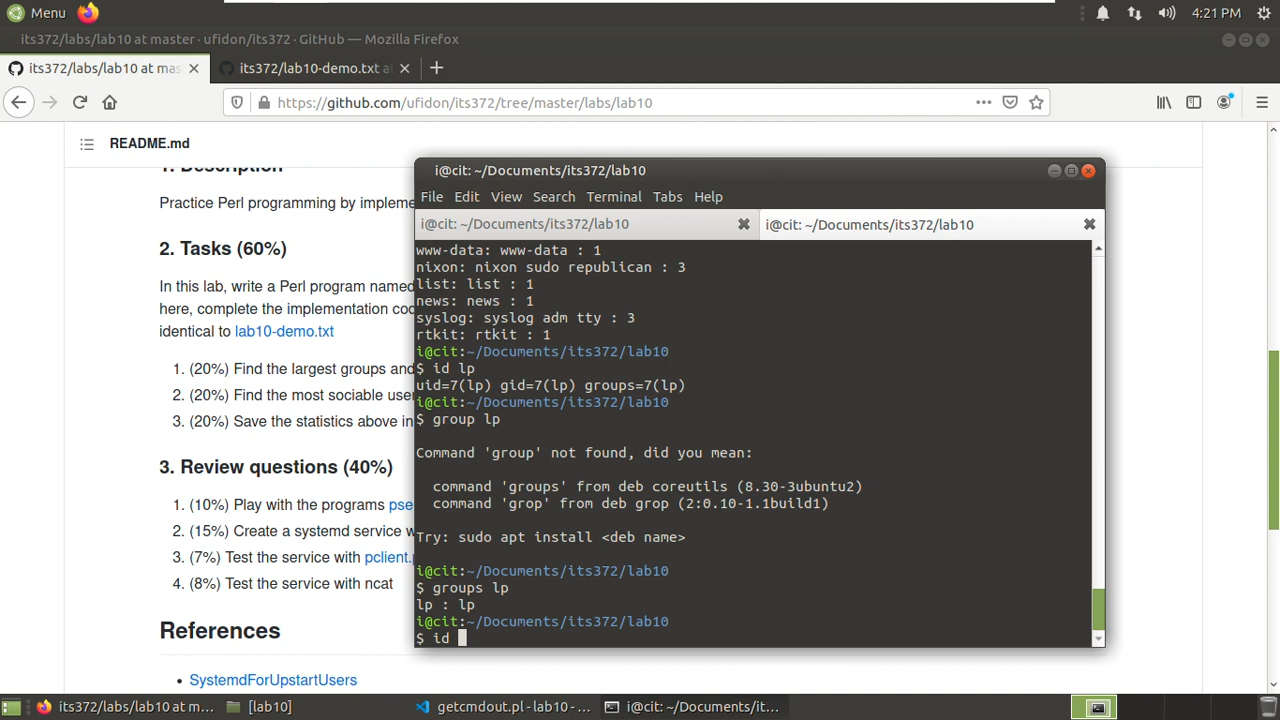 Menu
4:21 PM
its372/labs/lab10 at master · ufidon/its372 · GitHub — Mozilla Firefox
its372/labs/lab10 at mas
its372/lab10-demo.txt at
https://github.com/ufidon/its372/tree/master/labs/lab10
README.md
1. Description
Practice Perl programming by impleme
2. Tasks (60%)
In this lab, write a Perl program named
here, complete the implementation co
identical to lab10-demo.txt
1. (20%) Find the largest groups and
2. (20%) Find the most sociable use
3. (20%) Save the statistics above in
3. Review questions (40%)
1. (10%) Play with the programs pse
2. (15%) Create a systemd service w
3. (7%) Test the service with pclient.
4. (8%) Test the service with ncat
References
• SystemdForUpstartUsers
i@cit: ~/Documents/its372/lab10
File Edit View Search Terminal Tabs Help
i@cit: ~/Documents/its372/lab10
i@cit: ~/Documents/its372/lab10
www-data: www-data : 1
nixon: nixon sudo republican : 3
list: list : 1
news: news : 1
syslog: syslog adm tty : 3
rtkit: rtkit : 1
i@cit:~/Documents/its372/lab10
$ id lp
uid=7(lp) gid=7(lp) groups=7(lp)
i@cit:~/Documents/its372/lab10
$ group lp
Command 'group' not found, did you mean:
command 'groups' from deb coreutils (8.30-3ubuntu2)
command 'grop' from deb grop (2:0.10-1.1build1)
Try: sudo apt install <deb name>
i@cit:~/Documents/its372/lab10
$ groups lp
lp : lp
i@cit:~/Documents/its372/lab10
$ id
its372/labs/lab10 at m...
[lab10]
getcmdout.pl - lab10 - ...
i@cit: ~/Documents/it...